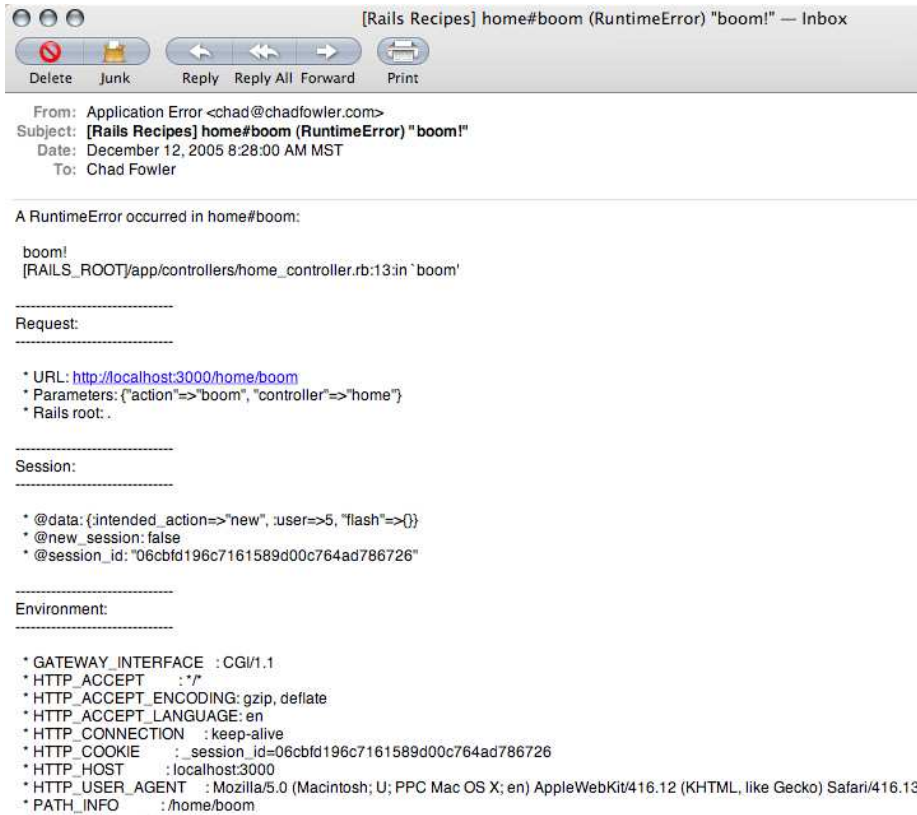 [Rails Recipes] home#boom (RuntimeError) "boom!" — Inbox
Delete Junk Reply Reply All Forward Print
From: Application Error <chad@chadfowler.com>
Subject: [Rails Recipes] home#boom (RuntimeError) "boom!"
Date: December 12, 2005 8:28:00 AM MST
To: Chad Fowler
A RuntimeError occurred in home#boom:
boom!
[RAILS_ROOT]/app/controllers/home_controller.rb:13:in `boom'
-------------------------------
Request:
-------------------------------
* URL: http://localhost:3000/home/boom
* Parameters: {"action"=>"boom", "controller"=>"home"}
* Rails root: .
-------------------------------
Session:
-------------------------------
* @data: {:intended_action=>"new", :user=>5, "flash"=>{}}
* @new_session: false
* @session_id: "06cbfd196c7161589d00c764ad786726"
-------------------------------
Environment:
-------------------------------
* GATEWAY_INTERFACE : CGI/1.1
* HTTP_ACCEPT : */*
* HTTP_ACCEPT_ENCODING: gzip, deflate
* HTTP_ACCEPT_LANGUAGE: en
* HTTP_CONNECTION : keep-alive
* HTTP_COOKIE : _session_id=06cbfd196c7161589d00c764ad786726
* HTTP_HOST : localhost:3000
* HTTP_USER_AGENT : Mozilla/5.0 (Macintosh; U; PPC Mac OS X; en) AppleWebKit/416.12 (KHTML, like Gecko) Safari/416.13
* PATH_INFO : /home/boom